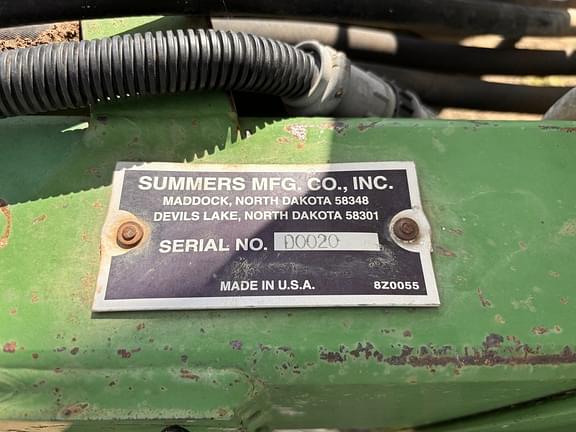 SUMMERS MFG. CO., INC.
MADDOCK, NORTH DAKOTA 58348
DEVILS LAKE, NORTH DAKOTA 58301
SERIAL NO. D0020
MADE IN U.S.A. 8Z0055